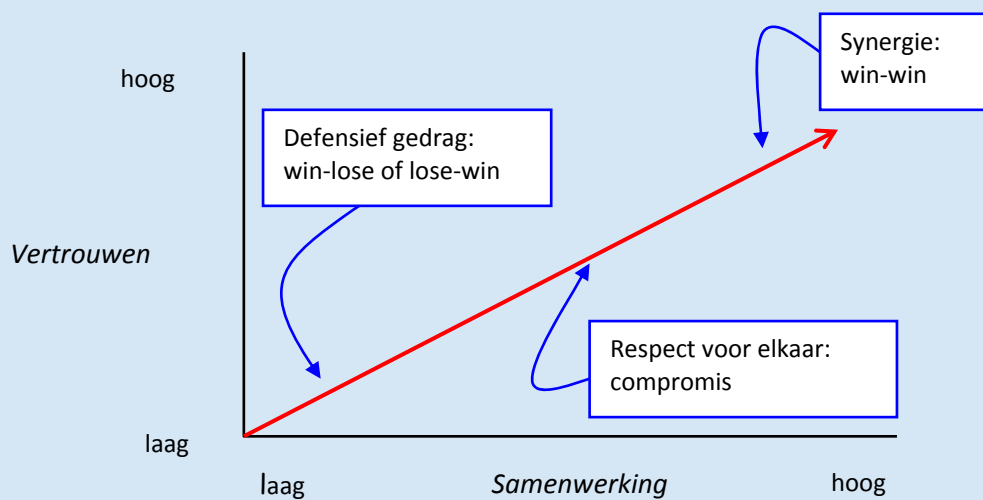 Synergie:
win-win
hoog
Defensief gedrag:
win-lose of lose-win
Vertrouwen
Respect voor elkaar:
compromis
laag
laag
Samenwerking
hoog